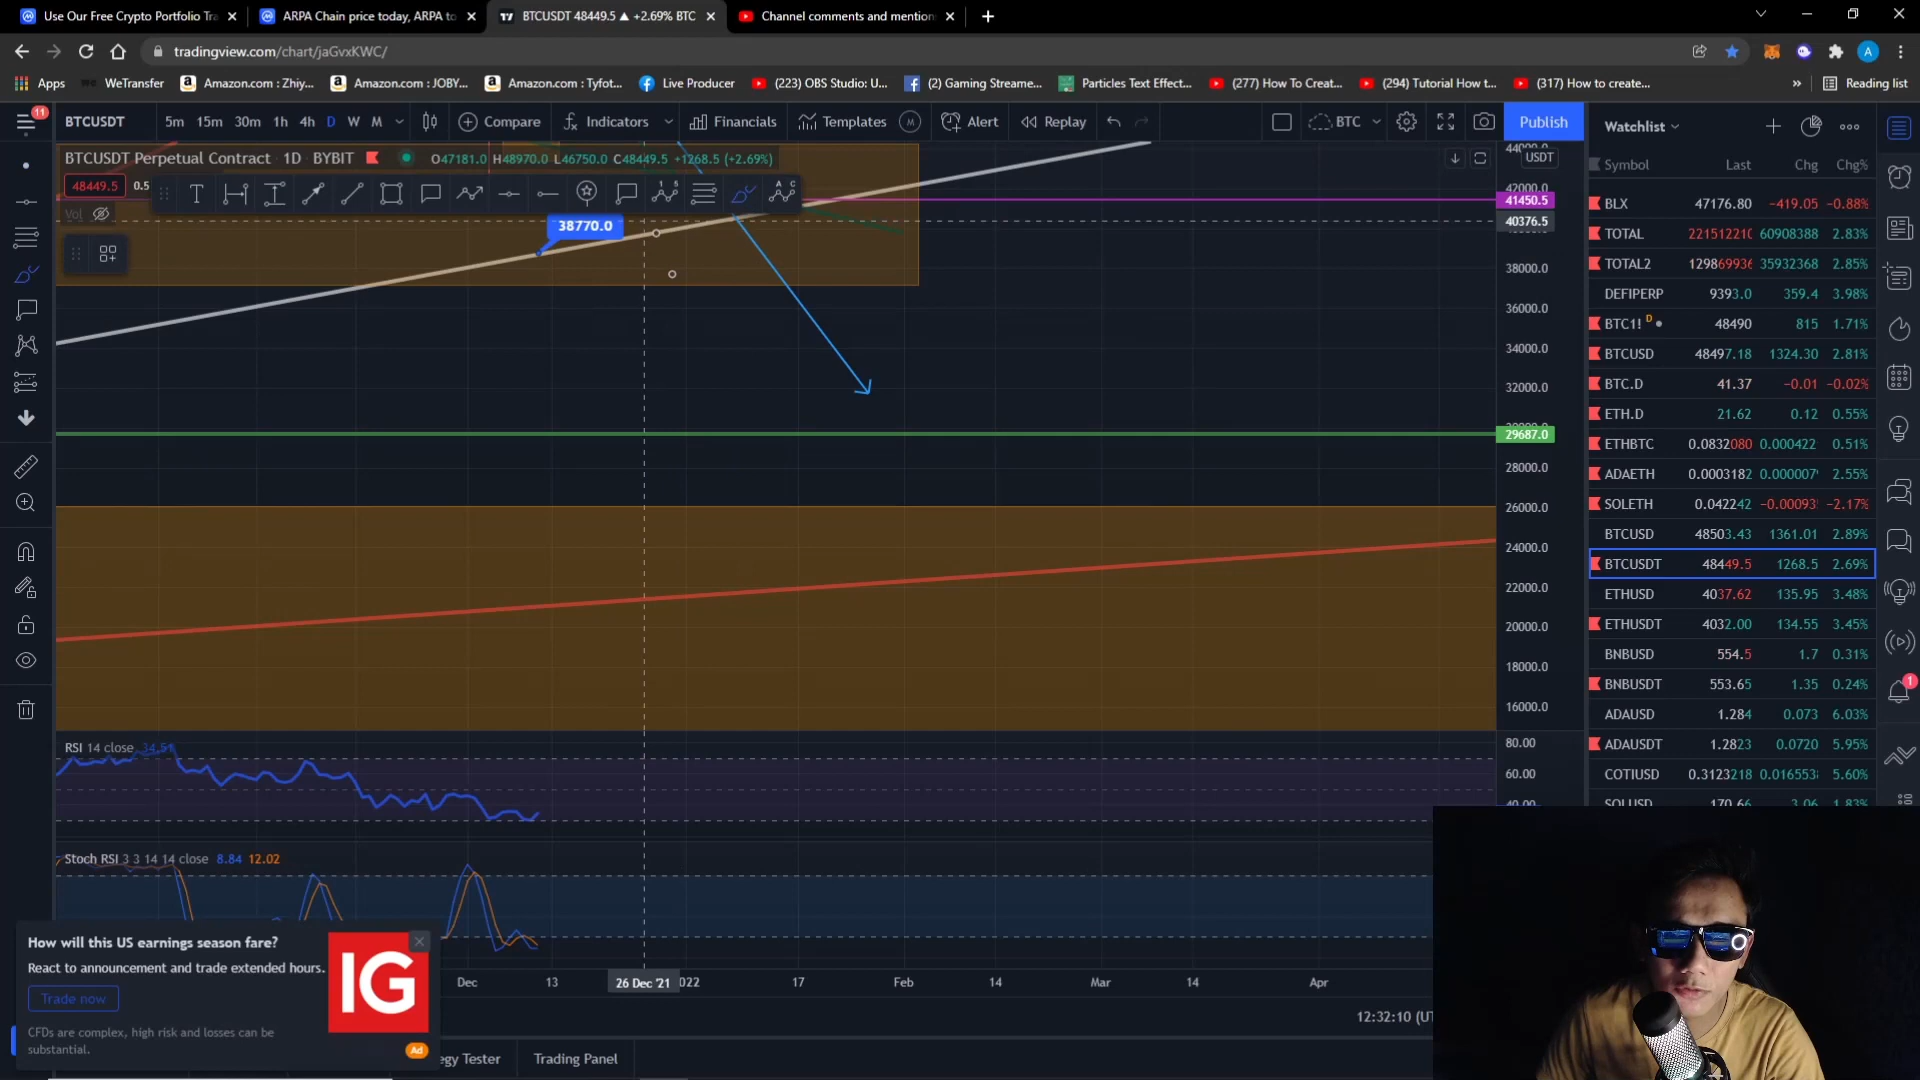 Use Our Free Crypto Portfolio Tra
ARPA Chain price today, ARPA to
BTCUSDT 48449.5 ▲ +2.69% BTC
Channel comments and mention
tradingview.com/chart/jaGvxKWC/
A
Apps
WeTransfer
Amazon.com : Zhiy...
Amazon.com : JOBY...
Amazon.com : Tyfot...
Live Producer
(223) OBS Studio: U...
(2) Gaming Streame...
Particles Text Effect...
(277) How To Creat...
(294) Tutorial How t...
(317) How to create...
»
Reading list
11
BTCUSDT
5m 15m 30m 1h 4h D W M
Compare
Indicators
Financials
Templates
M
Alert
Replay
BTC
Publish
BTCUSDT Perpetual Contract · 1D · BYBIT
O47181.0 H48970.0 L46750.0 C48449.5 +1268.5 (+2.69%)
48449.5 0.5
Vol
38770.0
USDT
44000.0
42000.0
41450.5
40376.5
38000.0
36000.0
34000.0
32000.0
29687.0
28000.0
26000.0
24000.0
22000.0
20000.0
18000.0
16000.0
RSI 14 close 34.51
80.00
60.00
40.00
Stoch RSI 3 3 14 14 close 8.84 12.02
Dec 13 26 Dec '21 022 17 Feb 14 Mar 14 Apr
12:32:10 (UT
egy Tester
Trading Panel
How will this US earnings season fare?
React to announcement and trade extended hours.
Trade now
CFDs are complex, high risk and losses can be
substantial.
IG
Ad
Watchlist
Symbol Last Chg Chg%
BLX 47176.80 −419.05 −0.88%
TOTAL 221512210 60908388 2.83%
TOTAL2 129869936 35932368 2.85%
DEFIPERP 9393.0 359.4 3.98%
BTC1! D 48490 815 1.71%
BTCUSD 48497.18 1324.30 2.81%
BTC.D 41.37 −0.01 −0.02%
ETH.D 21.62 0.12 0.55%
ETHBTC 0.0832080 0.000422 0.51%
ADAETH 0.0003182 0.0000079 2.55%
SOLETH 0.042242 −0.00093 −2.17%
BTCUSD 48503.43 1361.01 2.89%
BTCUSDT 48449.5 1268.5 2.69%
ETHUSD 4037.62 135.95 3.48%
ETHUSDT 4032.00 134.55 3.45%
BNBUSD 554.5 1.7 0.31%
BNBUSDT 553.65 1.35 0.24%
ADAUSD 1.284 0.073 6.03%
ADAUSDT 1.2823 0.0720 5.95%
COTIUSD 0.3123218 0.016553 5.60%
SOLUSD 170.66 3.06 1.83%
1